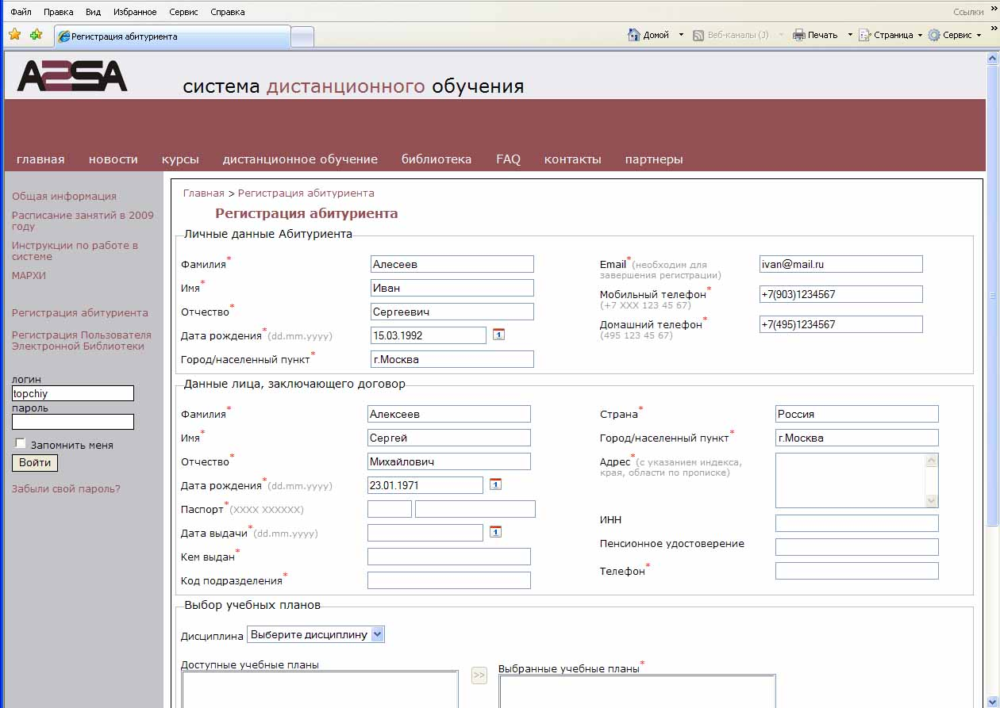 Файл Правка Вид Избранное Сервис Справка Ссылки »
Регистрация абитуриента Домой Веб-каналы (J) Печать Страница Сервис »
A2SA
система дистанционного обучения
главная новости курсы дистанционное обучение библиотека FAQ контакты партнеры
Общая информация
Расписание занятий в 2009
году
Инструкции по работе в
системе
МАРХИ
Регистрация абитуриента
Регистрация Пользователя
Электронной Библиотеки
логин
topchiy
пароль
Запомнить меня
Войти
Забыли свой пароль?
Главная > Регистрация абитуриента
Регистрация абитуриента
Личные данные Абитуриента
Фамилия* Алесеев
Имя* Иван
Отчество* Сергеевич
Дата рождения* (dd.mm.yyyy) 15.03.1992 1
Город/населенный пункт* г.Москва
Email* (необходим для
завершения регистрации) ivan@mail.ru
Мобильный телефон*
(+7 XXX 123 45 67) +7(903)1234567
Домашний телефон*
(495 123 45 67) +7(495)1234567
Данные лица, заключающего договор
Фамилия* Алексеев
Имя* Сергей
Отчество* Михайлович
Дата рождения* (dd.mm.yyyy) 23.01.1971 1
Паспорт* (XXXX XXXXXX)
Дата выдачи* (dd.mm.yyyy) 1
Кем выдан*
Код подразделения*
Страна* Россия
Город/населенный пункт* г.Москва
Адрес* (с указанием индекса,
края, области по прописке)
ИНН
Пенсионное удостоверение
Телефон*
Выбор учебных планов
Дисциплина Выберите дисциплину
Доступные учебные планы
>>
Выбранные учебные планы*